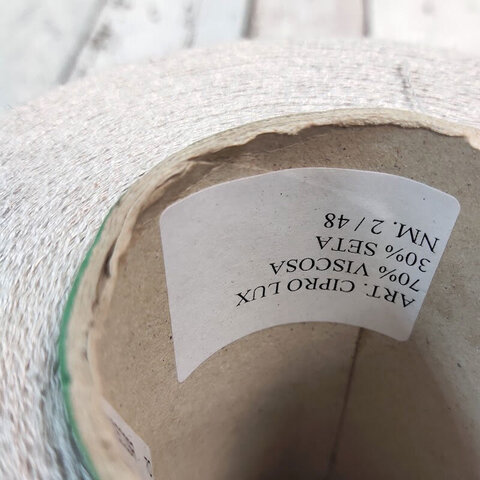 ART. CIPRO LUX
70% VISCOSA
30% SETA
NM. 2 / 48